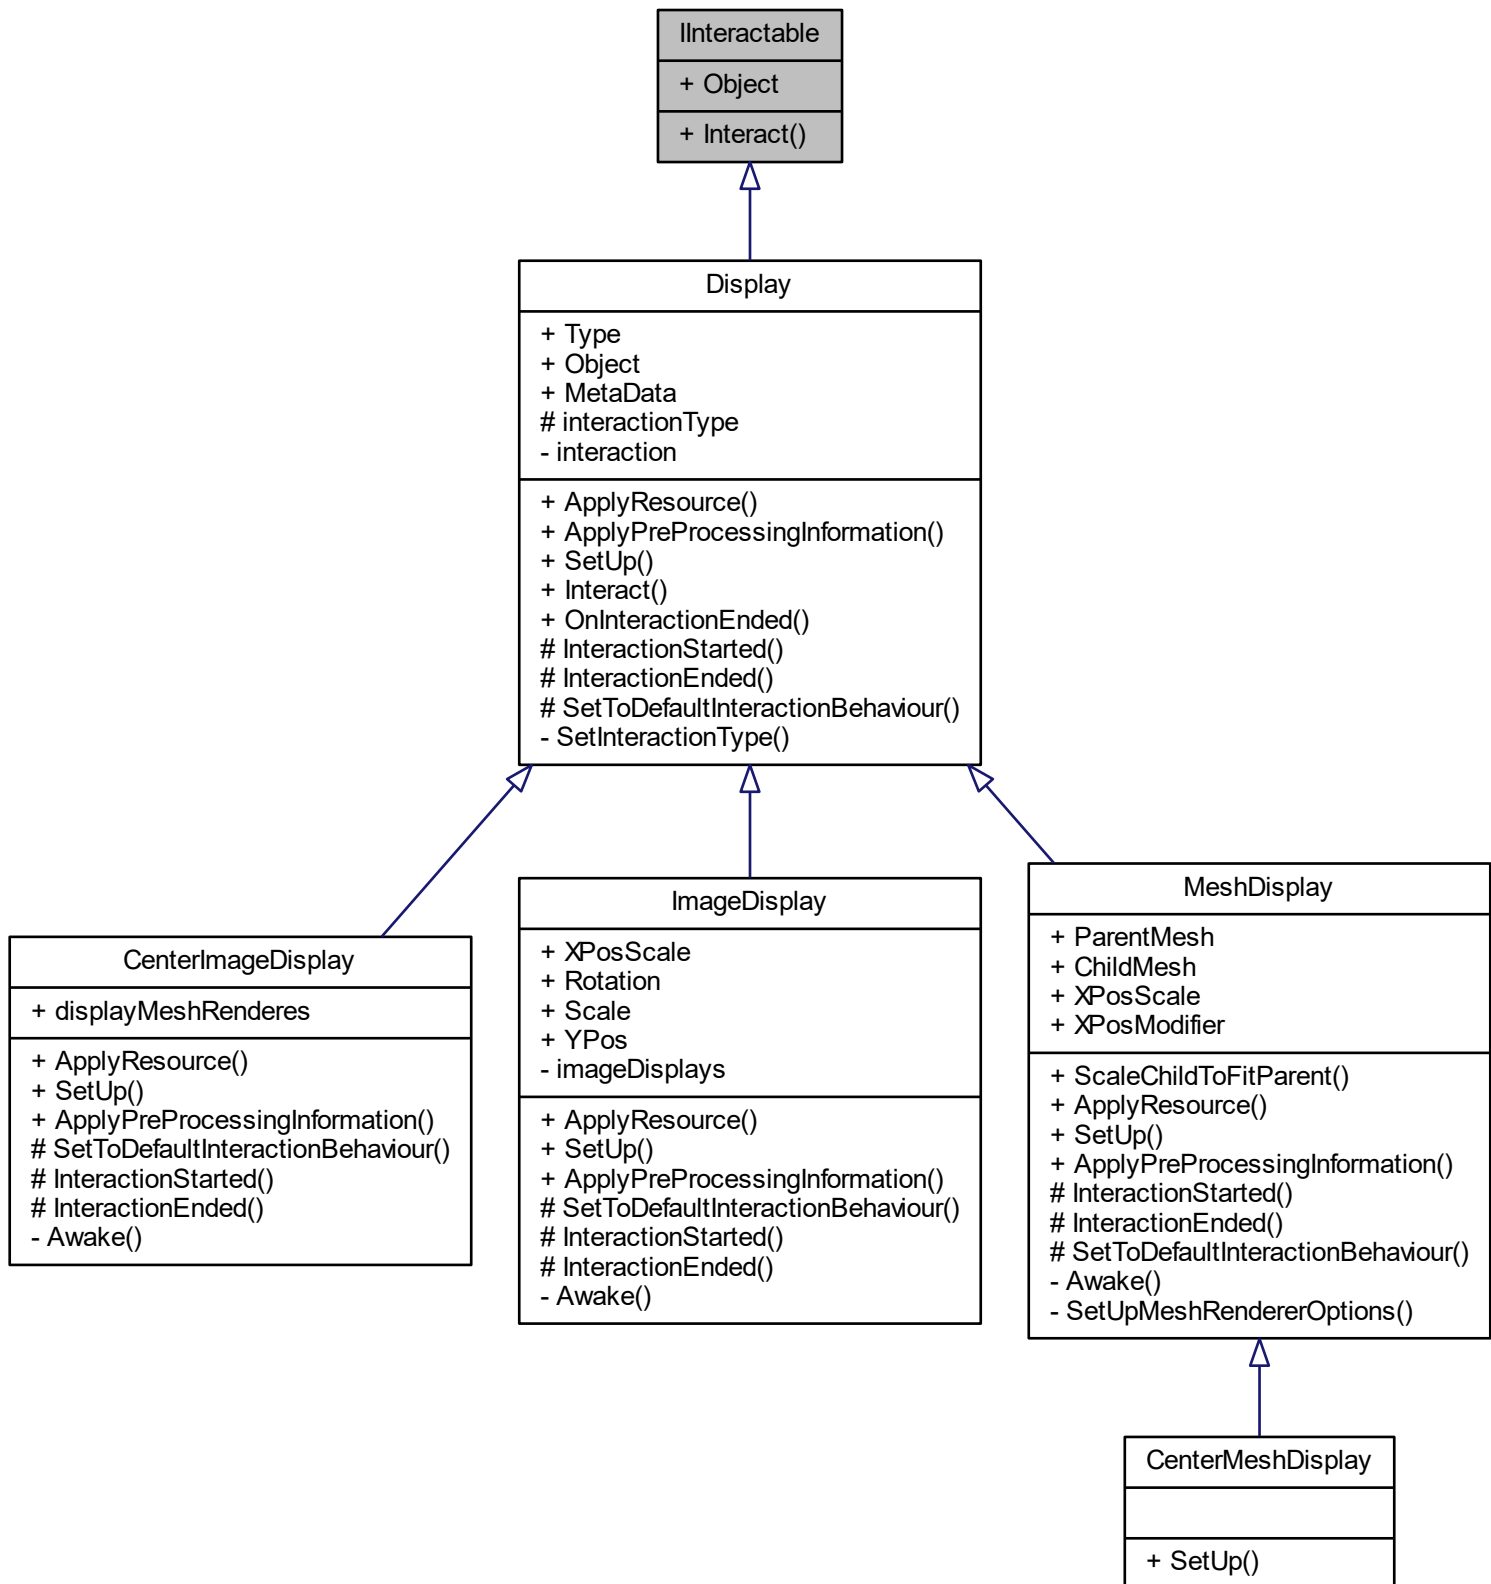 IInteractable
+ Object
+ Interact()
Display
+ Type
+ Object
+ MetaData
# interactionType
- interaction
+ ApplyResource()
+ ApplyPreProcessingInformation()
+ SetUp()
+ Interact()
+ OnInteractionEnded()
# InteractionStarted()
# InteractionEnded()
# SetToDefaultInteractionBehaviour()
- SetInteractionType()
CenterImageDisplay
+ displayMeshRenderes
+ ApplyResource()
+ SetUp()
+ ApplyPreProcessingInformation()
# SetToDefaultInteractionBehaviour()
# InteractionStarted()
# InteractionEnded()
- Awake()
ImageDisplay
+ XPosScale
+ Rotation
+ Scale
+ YPos
- imageDisplays
+ ApplyResource()
+ SetUp()
+ ApplyPreProcessingInformation()
# SetToDefaultInteractionBehaviour()
# InteractionStarted()
# InteractionEnded()
- Awake()
MeshDisplay
+ ParentMesh
+ ChildMesh
+ XPosScale
+ XPosModifier
+ ScaleChildToFitParent()
+ ApplyResource()
+ SetUp()
+ ApplyPreProcessingInformation()
# InteractionStarted()
# InteractionEnded()
# SetToDefaultInteractionBehaviour()
- Awake()
- SetUpMeshRendererOptions()
CenterMeshDisplay
+ SetUp()